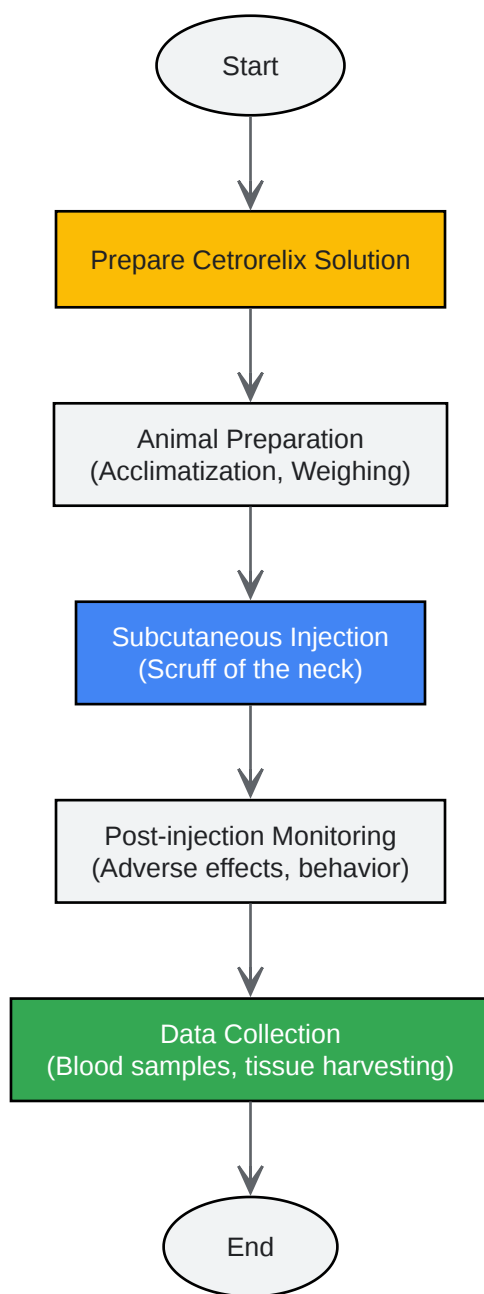 Start
Prepare Cetrorelix Solution
Animal Preparation
(Acclimatization, Weighing)
Subcutaneous Injection
(Scruff of the neck)
Post-injection Monitoring
(Adverse effects, behavior)
Data Collection
(Blood samples, tissue harvesting)
End